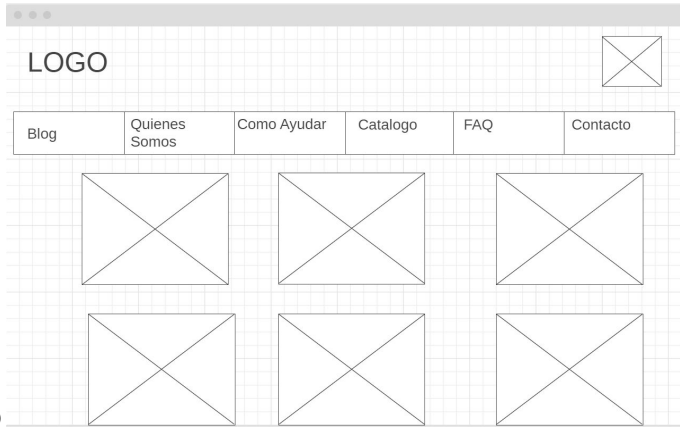 LOGO
Blog
Quienes
Somos
Como Ayudar
Catalogo
FAQ
Contacto